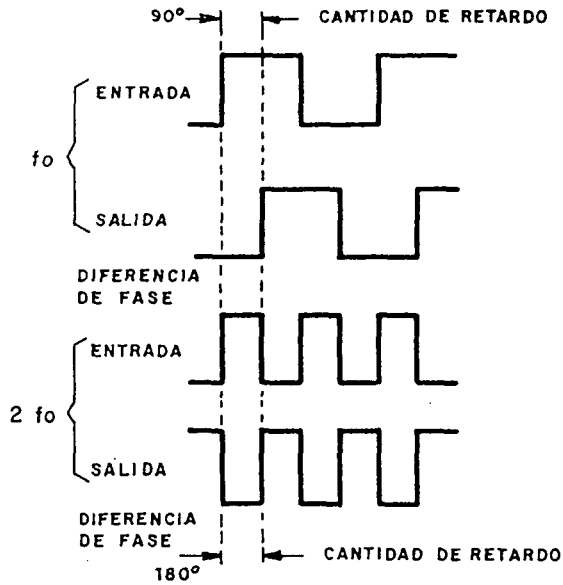 90° CANTIDAD DE RETARDO
ENTRADA
fo
SALIDA
DIFERENCIA
DE FASE
ENTRADA
2 fo
SALIDA
DIFERENCIA
DE FASE
180° CANTIDAD DE RETARDO